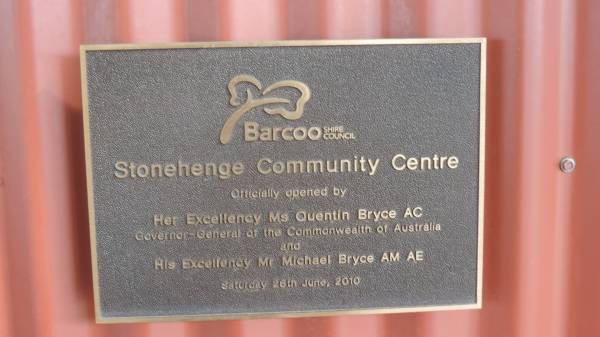 Barcoo SHIRE COUNCIL
Stonehenge Community Centre
Officially opened by
Her Excellency Ms Quentin Bryce AC
Governor-General of the Commonwealth of Australia
and
His Excellency Mr Michael Bryce AM AE
Saturday 26th June, 2010